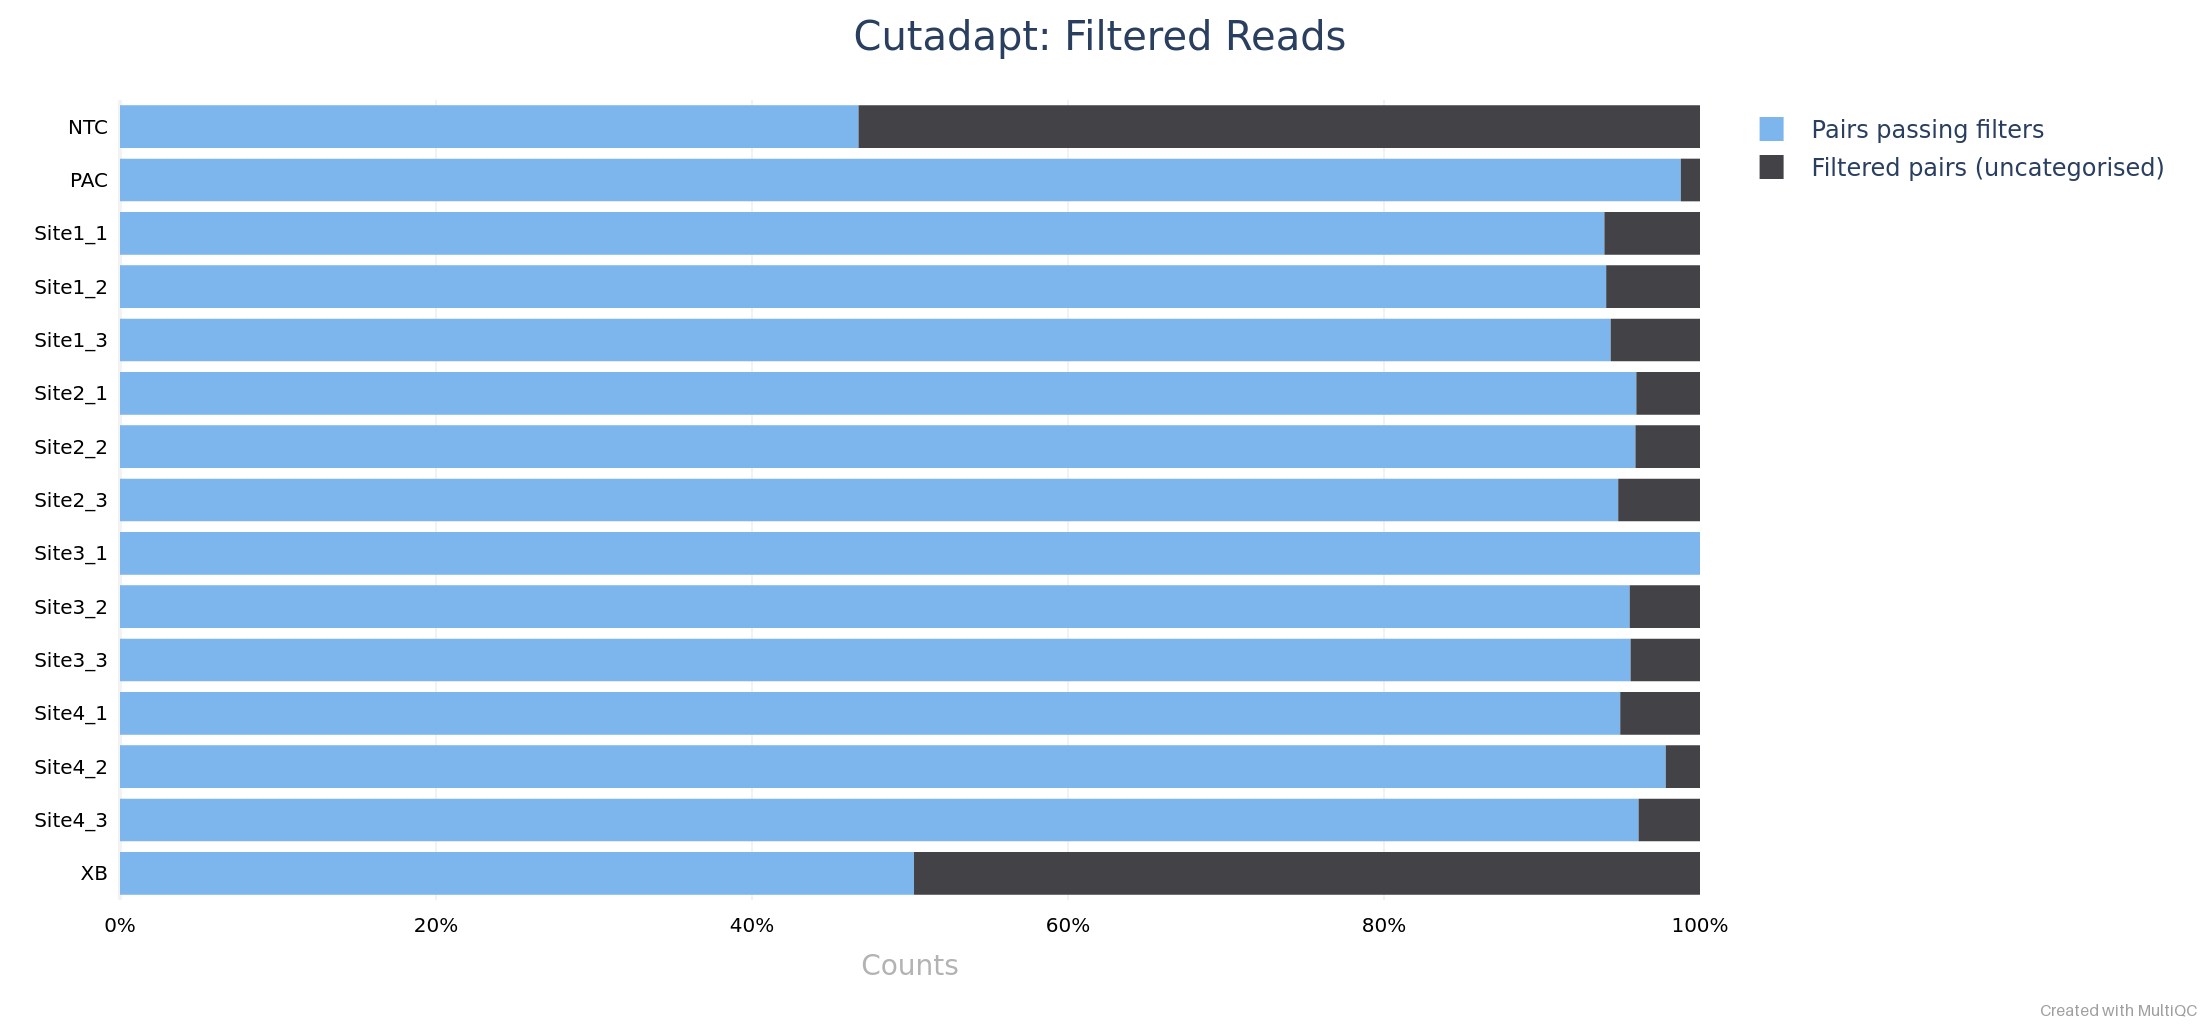 Cutadapt: Filtered Reads
NTC
PAC
Site1_1
Site1_2
Site1_3
Site2_1
Site2_2
Site2_3
Site3_1
Site3_2
Site3_3
Site4_1
Site4_2
Site4_3
XB
0% 20% 40% 60% 80% 100%
Counts
Pairs passing filters
Filtered pairs (uncategorised)
Created with MultiQC